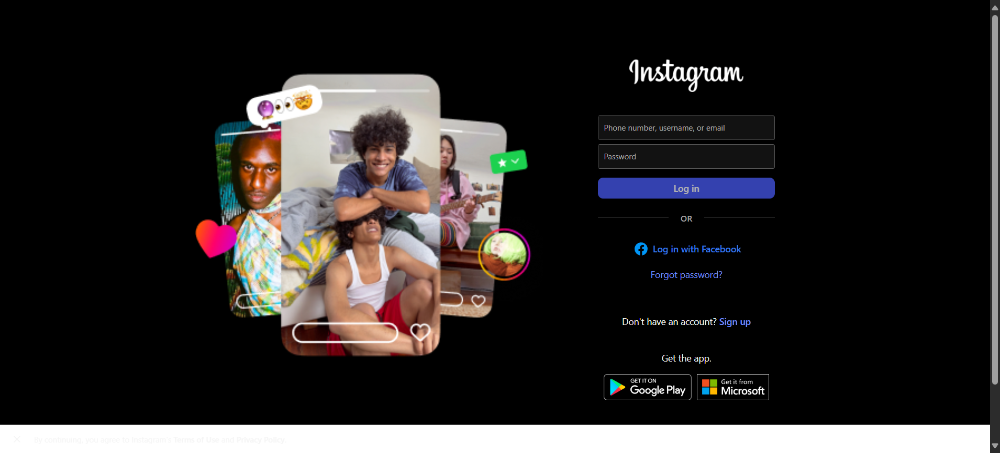 Instagram
Phone number, username, or email
Password
Log in
OR
Log in with Facebook
Forgot password?
Don't have an account? Sign up
Get the app.
GET IT ON
Google Play
Get it from
Microsoft
By continuing, you agree to Instagram's Terms of Use and Privacy Policy.